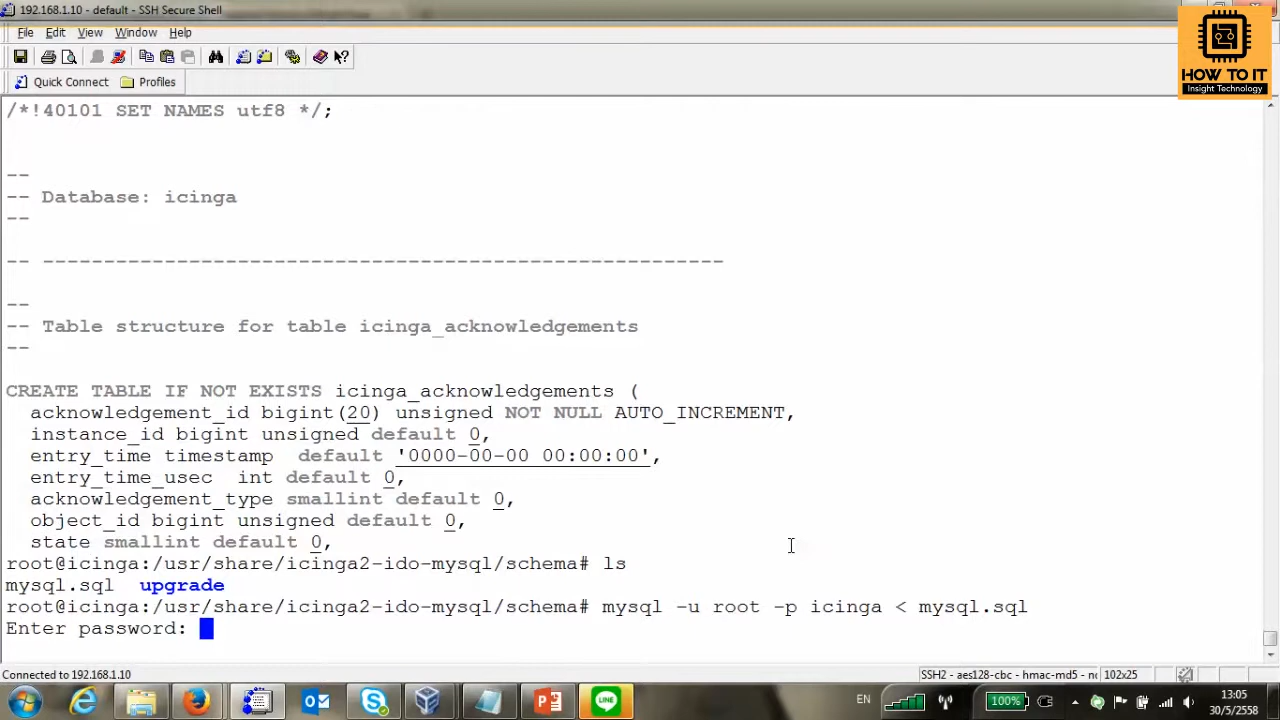 192.168.1.10 - default - SSH Secure Shell
File Edit View Window Help
Quick Connect Profiles
HOW TO IT
Insight Technology
/*!40101 SET NAMES utf8 */;
--
-- Database: icinga
--
-- --------------------------------------------------------
--
-- Table structure for table icinga_acknowledgements
--
CREATE TABLE IF NOT EXISTS icinga_acknowledgements (
acknowledgement_id bigint(20) unsigned NOT NULL AUTO_INCREMENT,
instance_id bigint unsigned default 0,
entry_time timestamp  default '0000-00-00 00:00:00',
entry_time_usec  int default 0,
acknowledgement_type smallint default 0,
object_id bigint unsigned default 0,
state smallint default 0,
root@icinga:/usr/share/icinga2-ido-mysql/schema# ls
mysql.sql  upgrade
root@icinga:/usr/share/icinga2-ido-mysql/schema# mysql -u root -p icinga < mysql.sql
Enter password:
Connected to 192.168.1.10
SSH2 - aes128-cbc - hmac-md5 - nc 102x25
EN
100%
13:05
30/5/2558
LINE